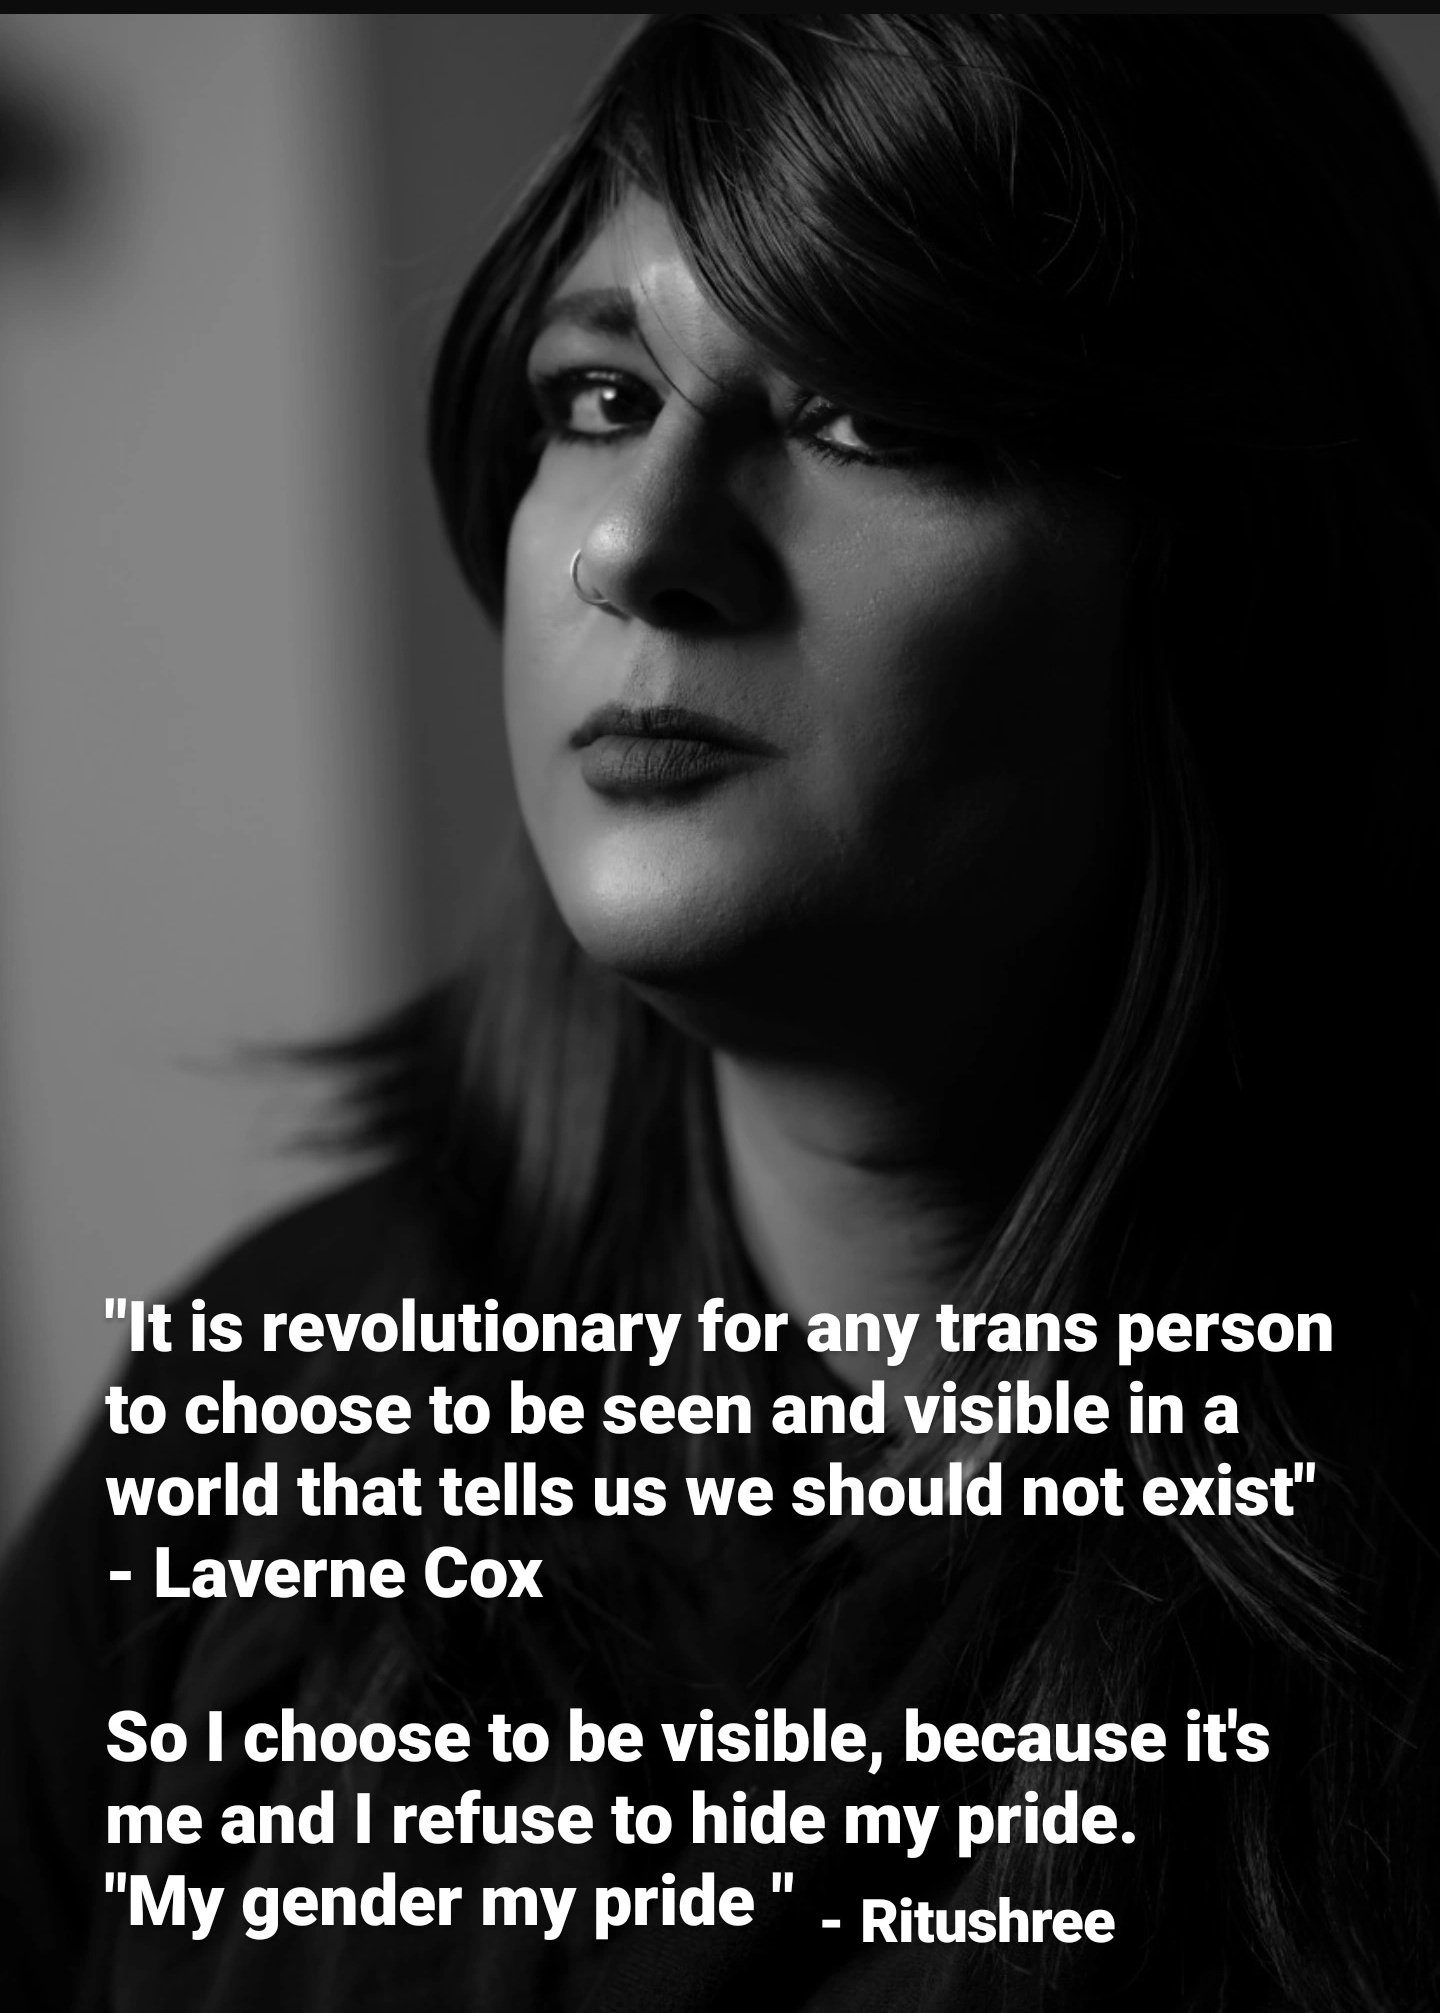 "It is revolutionary for any trans person
to choose to be seen and visible in a
world that tells us we should not exist"
- Laverne Cox
So I choose to be visible, because it's
me and I refuse to hide my pride.
"My gender my pride " - Ritushree